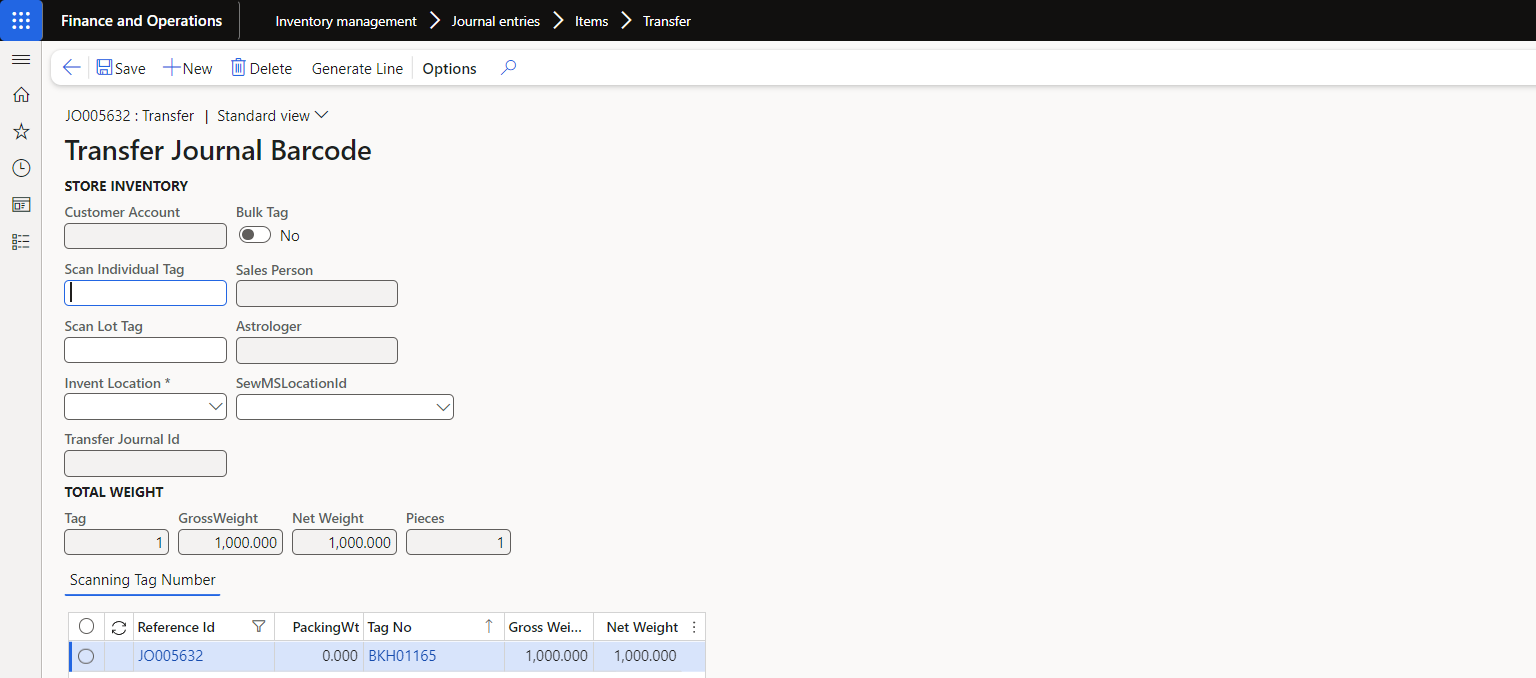 Finance and Operations
Inventory management > Journal entries > Items > Transfer
Save New Delete Generate Line Options
JO005632 : Transfer | Standard view
Transfer Journal Barcode
STORE INVENTORY
Customer Account Bulk Tag
No
Scan Individual Tag Sales Person
Scan Lot Tag Astrologer
Invent Location * SewMSLocationId
Transfer Journal Id
TOTAL WEIGHT
Tag GrossWeight Net Weight Pieces
1 1,000.000 1,000.000 1
Scanning Tag Number
Reference Id PackingWt Tag No Gross Wei... Net Weight
JO005632 0.000 BKH01165 1,000.000 1,000.000